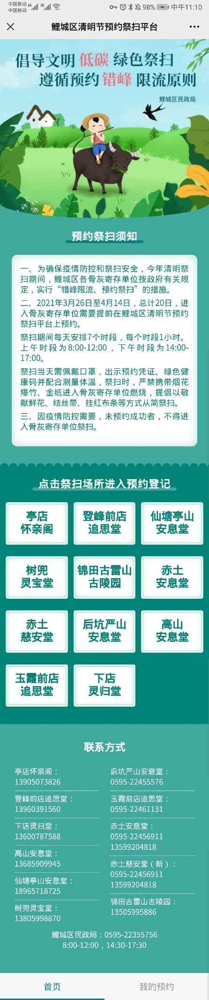 中国移动 4G 2G 98% 中午11:10
中国移动
鲤城区清明节预约祭扫平台
倡导文明 低碳 绿色祭扫
遵循预约 错峰 限流原则
鲤城区民政局
预约祭扫须知
一、为确保疫情防控和祭扫安全，今年清明祭
扫期间，鲤城区各骨灰寄存单位按政府有关规
定，实行“错峰限流、预约祭扫”的措施。
二、2021年3月26日至4月14日，总计20日，进
入骨灰寄存单位需要提前在鲤城区清明节预约
祭扫平台上预约。
祭扫期间每天安排7个时段，每个时段1小时。
上午时段为8:00-12:00，下午时段为14:00-
17:00。
祭扫当天需佩戴口罩，出示预约凭证、绿色健
康码并配合测量体温，祭扫时，严禁携带烟花
爆竹、金纸进入骨灰寄存单位燃烧，提倡以敬
献鲜花、结丝带、挂红布条等方式从简祭扫。
三、因疫情防控需要，未预约成功者，不得进
入骨灰寄存单位祭扫。
点击祭扫场所进入预约登记
亭店
怀亲阁
登峰前店
追思堂
仙塘亭山
安息堂
树兜
灵宝堂
锦田古雷山
古陵园
赤土
安息堂
赤土
慈安堂
后坑严山
安息堂
高山
安息堂
玉霞前店
追思堂
下店
灵归堂
联系方式
亭店怀亲阁：
13905073826
登峰前店追思堂：
13960391560
下店灵归堂：
13600787588
高山安息堂：
13685909945
仙塘亭山安息堂：
18965718725
树兜灵宝堂：
13805998870
后坑严山安息堂：
0595-22455576
玉霞前店追思堂：
0595-22461131
赤土安息堂：
0595-22456911
13599204818
赤土慈安堂（新）：
0595-22456911
13599204818
锦田古雷山古陵园：
13505995886
鲤城区民政局：0595-22355756
8:00-12:00，14:30-17:30
首页
我的预约